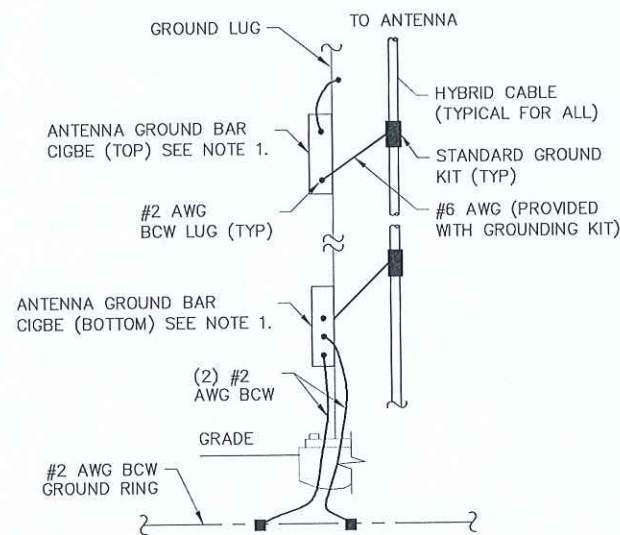 TO ANTENNA
GROUND LUG
HYBRID CABLE
(TYPICAL FOR ALL)
ANTENNA GROUND BAR
CIGBE (TOP) SEE NOTE 1.
STANDARD GROUND
KIT (TYP)
#2 AWG
BCW LUG (TYP)
#6 AWG (PROVIDED
WITH GROUNDING KIT)
ANTENNA GROUND BAR
CIGBE (BOTTOM) SEE NOTE 1.
(2) #2
AWG BCW
GRADE
#2 AWG BCW
GROUND RING